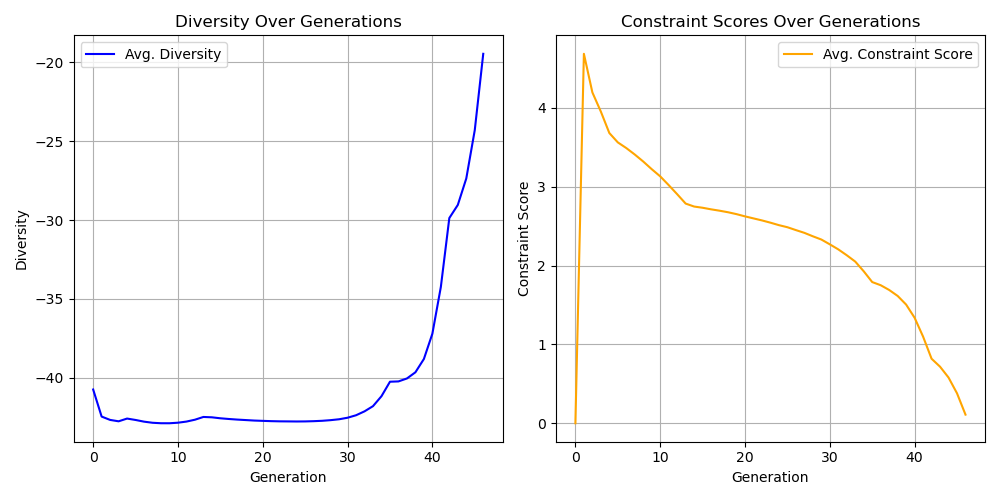 Diversity Over Generations
Avg. Diversity
Diversity
−20
−25
−30
−35
−40
0 10 20 30 40
Generation
Constraint Scores Over Generations
Avg. Constraint Score
Constraint Score
4
3
2
1
0
0 10 20 30 40
Generation